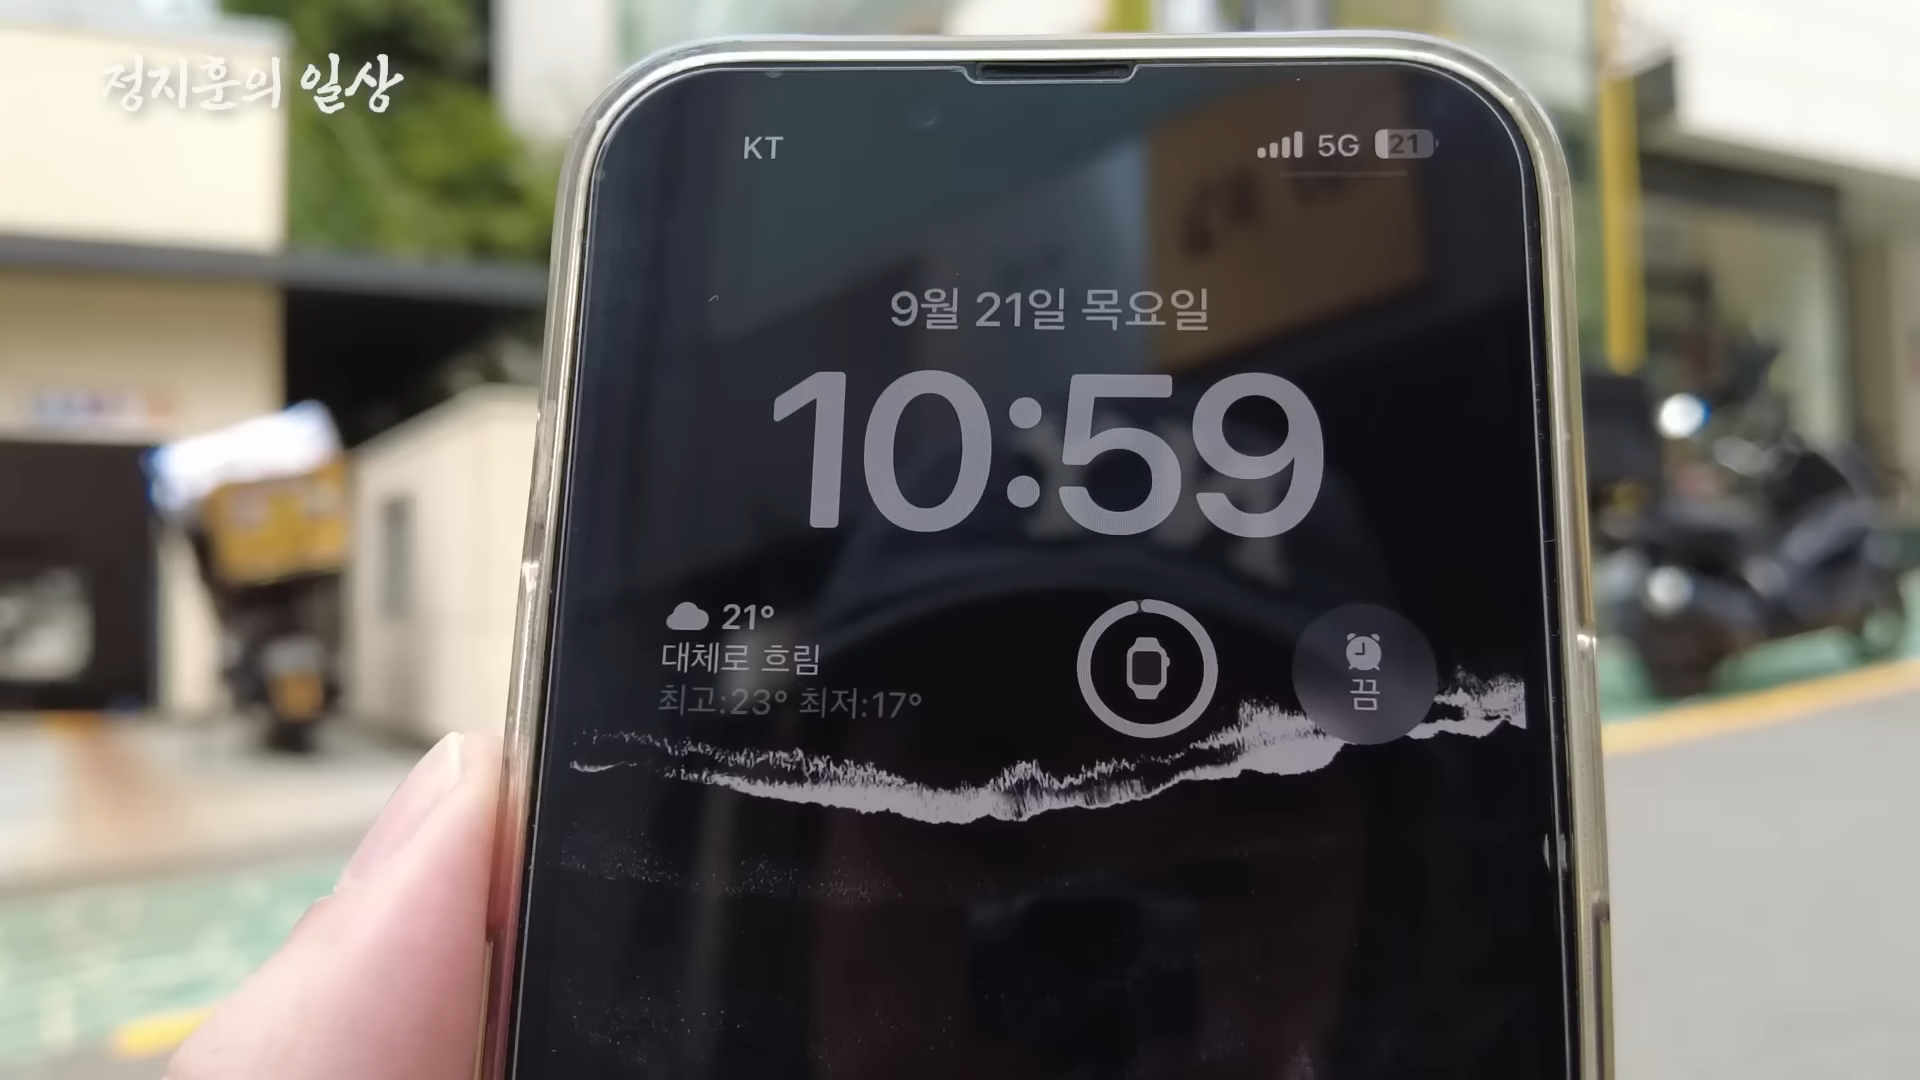 정지훈의 일상
KT 5G 21
9월 21일 목요일
10:59
21°
대체로 흐림
최고:23° 최저:17°
끔